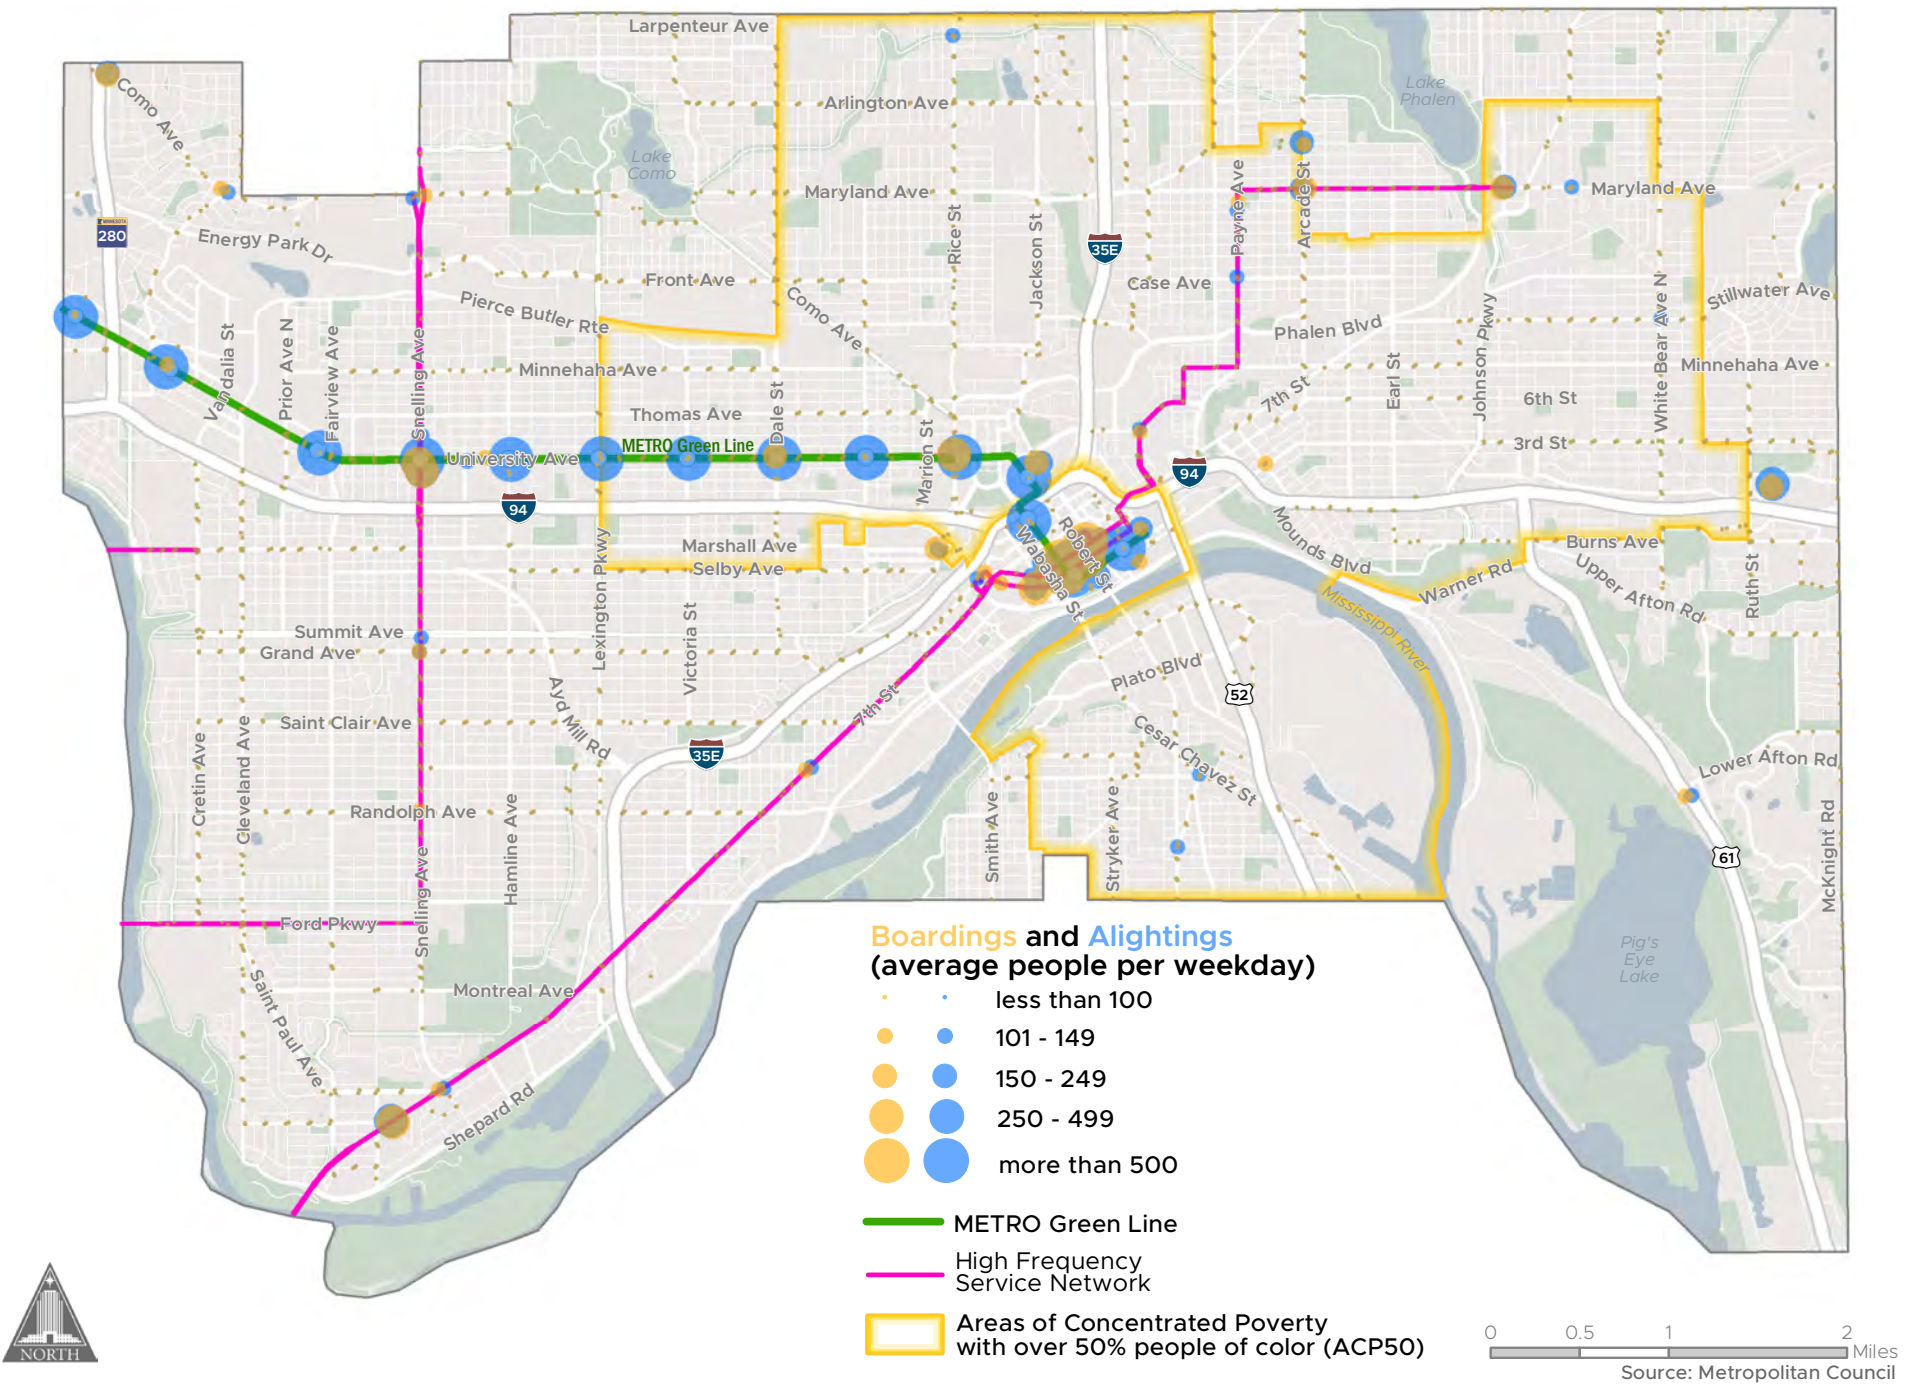 Larpenteur Ave
Como Ave
Arlington Ave
Lake
Phalen
Lake
Como
Maryland Ave
Maryland Ave
MINNESOTA
280
Energy Park Dr
Rice St
Jackson St
35E
Payne Ave
Arcade St
Front Ave
Case Ave
Pierce Butler Rte
Como Ave
Phalen Blvd
Johnson Pkwy
White Bear Ave N
Stillwater Ave
Vandalia St
Prior Ave N
Fairview Ave
Snelling Ave
Minnehaha Ave
Minnehaha Ave
Dale St
7th St
Earl St
6th St
Thomas Ave
METRO Green Line
University Ave
Marion St
3rd St
94
94
Lexington Pkwy
Marshall Ave
Selby Ave
Wabasha St
Robert St
Mounds Blvd
Burns Ave
Warner Rd
Upper Afton Rd
Ruth St
Mississippi River
Summit Ave
Grand Ave
Victoria St
Ayd Mill Rd
Plato Blvd
52
7th St
Saint Clair Ave
35E
Cesar Chavez St
Cretin Ave
Cleveland Ave
Lower Afton Rd
Randolph Ave
Hamline Ave
Smith Ave
Stryker Ave
McKnight Rd
61
Snelling Ave
Ford Pkwy
Pig's
Eye
Lake
Saint Paul Ave
Montreal Ave
Shepard Rd
Boardings and Alightings
(average people per weekday)
less than 100
101 - 149
150 - 249
250 - 499
more than 500
METRO Green Line
High Frequency
Service Network
Areas of Concentrated Poverty
with over 50% people of color (ACP50)
0 0.5 1 2
Miles
Source: Metropolitan Council
NORTH